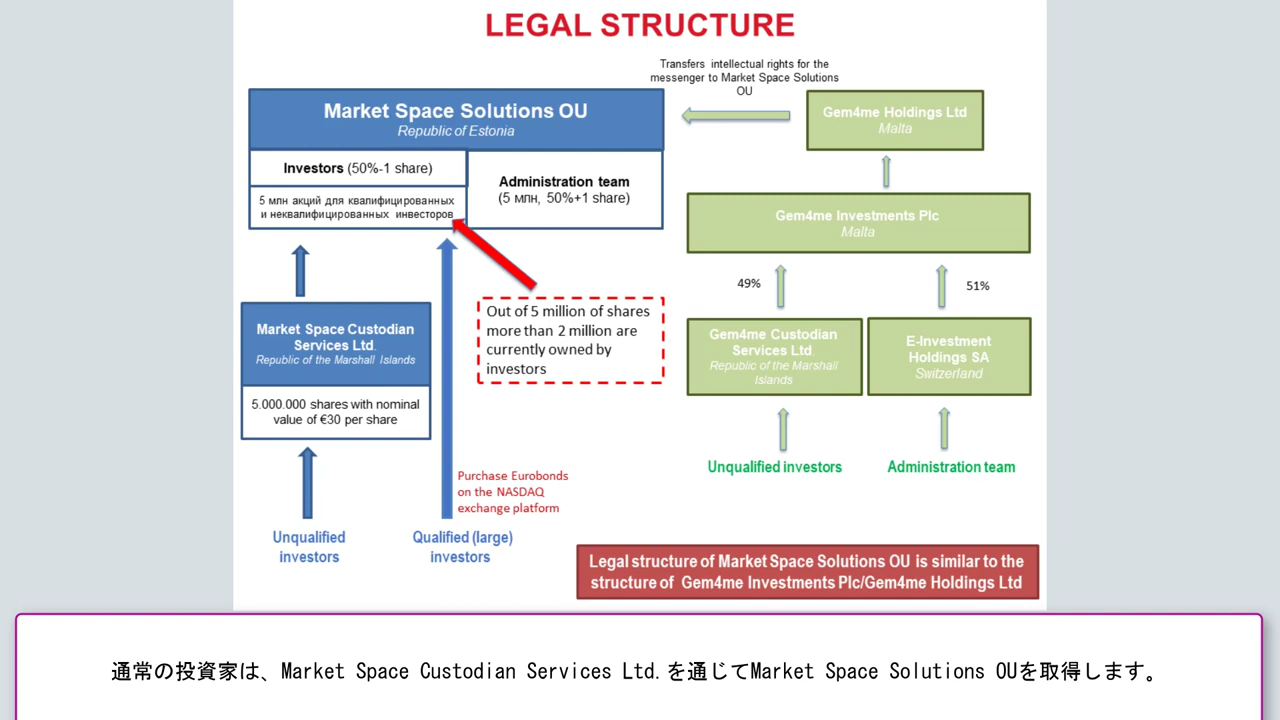 LEGAL STRUCTURE
Transfers intellectual rights for the
messenger to Market Space Solutions
OU
Market Space Solutions OU
Republic of Estonia
Investors (50%-1 share)
5 млн акций для квалифицированных
и неквалифицированных инвесторов
Administration team
(5 млн, 50%+1 share)
Gem4me Holdings Ltd
Malta
Gem4me Investments Plc
Malta
49%
51%
Out of 5 million of shares
more than 2 million are
currently owned by
investors
Market Space Custodian
Services Ltd.
Republic of the Marshall Islands
5.000.000 shares with nominal
value of €30 per share
Gem4me Custodian
Services Ltd.
Republic of the Marshall
Islands
E-Investment
Holdings SA
Switzerland
Unqualified investors
Administration team
Purchase Eurobonds
on the NASDAQ
exchange platform
Unqualified
investors
Qualified (large)
investors
Legal structure of Market Space Solutions OU is similar to the
structure of Gem4me Investments Plc/Gem4me Holdings Ltd
通常の投資家は、Market Space Custodian Services Ltd.を通じてMarket Space Solutions OUを取得します。